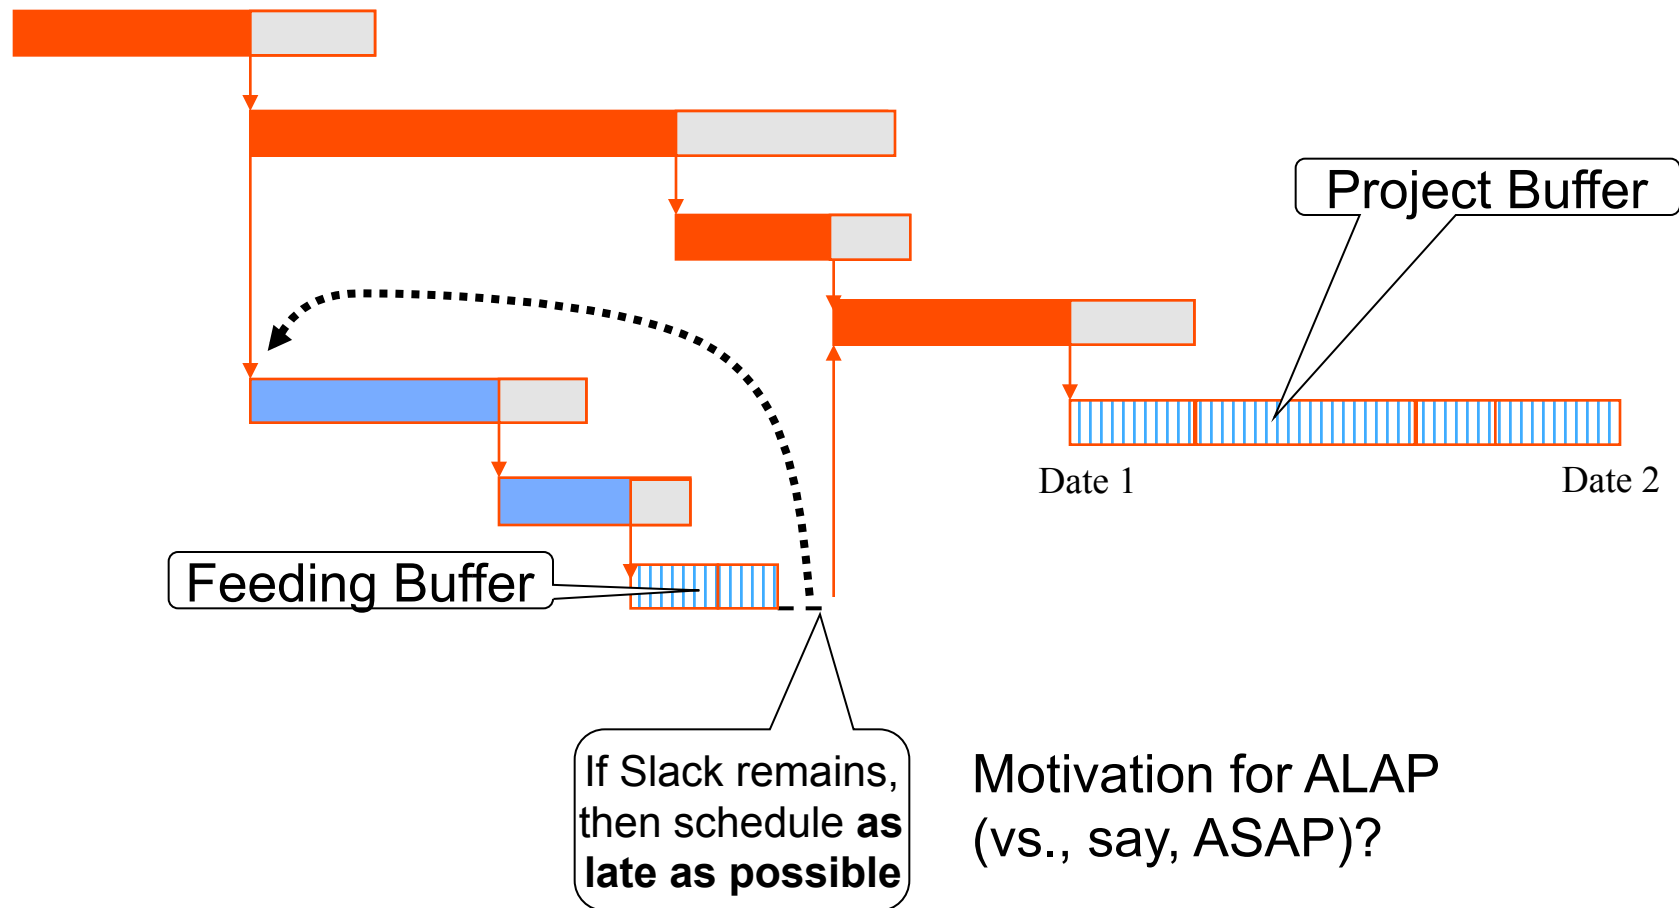 Project Buffer
Date 1
Date 2
Feeding Buffer
If Slack remains,
then schedule as
late as possible
Motivation for ALAP
(vs., say, ASAP)?